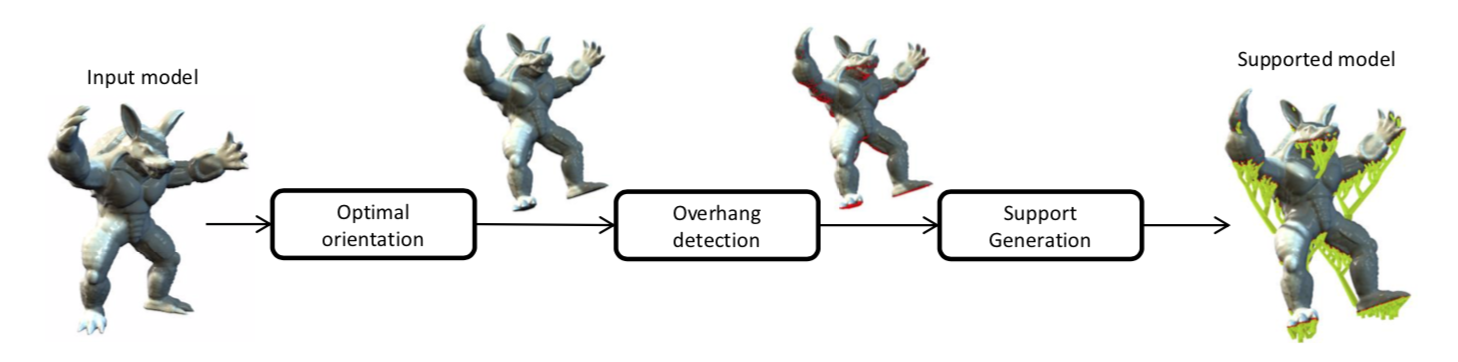 Input model
Optimal
orientation
Overhang
detection
Support
Generation
Supported model